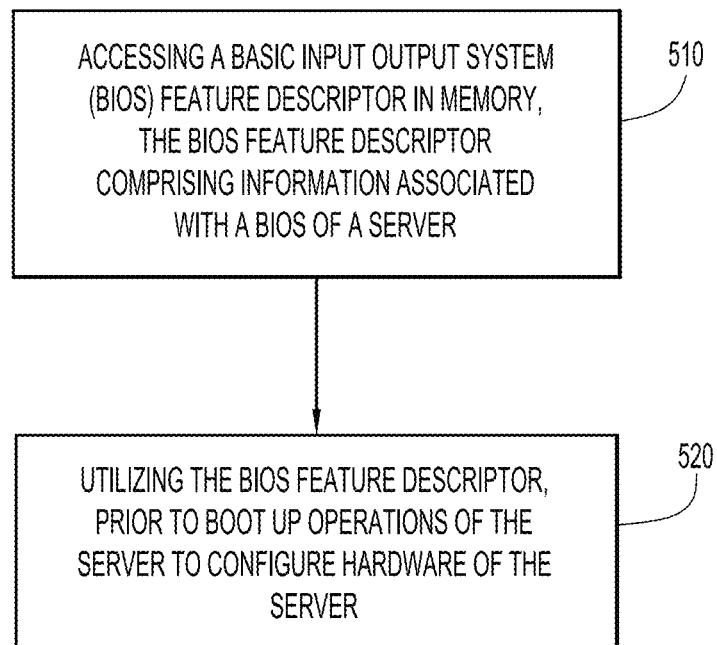 ACCESSING A BASIC INPUT OUTPUT SYSTEM
(BIOS) FEATURE DESCRIPTOR IN MEMORY,
THE BIOS FEATURE DESCRIPTOR
COMPRISING INFORMATION ASSOCIATED
WITH A BIOS OF A SERVER
510
UTILIZING THE BIOS FEATURE DESCRIPTOR,
PRIOR TO BOOT UP OPERATIONS OF THE
SERVER TO CONFIGURE HARDWARE OF THE
SERVER
520